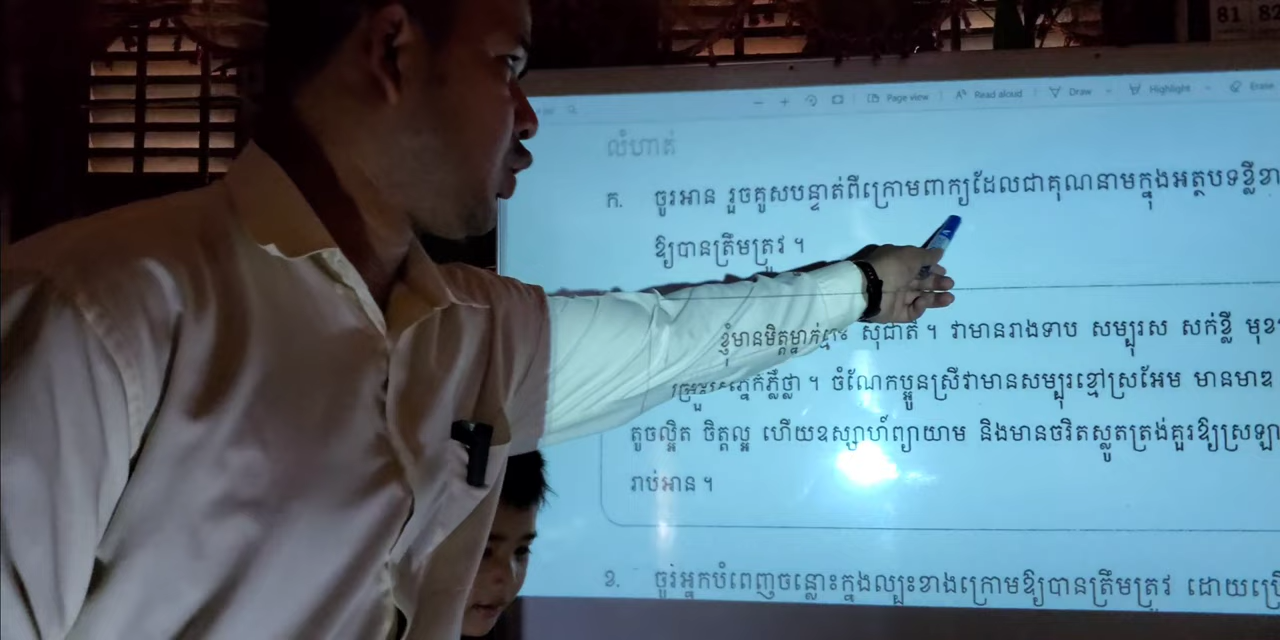 81 82
Page view Read aloud Draw Highlight Erase
លំហាត់
ក. ចូរអាន រួចគូសបន្ទាត់ពីក្រោមពាក្យដែលជាគុណនាមក្នុងអត្ថបទខ្លីខា
ឱ្យបានត្រឹមត្រូវ ។
ខ្ញុំមានមិត្តម្នាក់ឈ្មោះ សុជាតិ ។ វាមានរាងទាប សម្បុរស សក់ខ្លី មុខ
ភ្នែកភ្លឺថ្លា ។ ចំណែកប្អូនស្រីវាមានសម្បុរខ្មៅស្រអែម មានមាឌ
តូចល្អិត ចិត្តល្អ ហើយឧស្សាហ៍ព្យាយាម និងមានចរិតស្លូតត្រង់គួរឱ្យស្រឡា
រាប់អាន ។
ខ. ចូរអ្នកបំពេញចន្លោះក្នុងល្បះខាងក្រោមឱ្យបានត្រឹមត្រូវ ដោយប្រើ